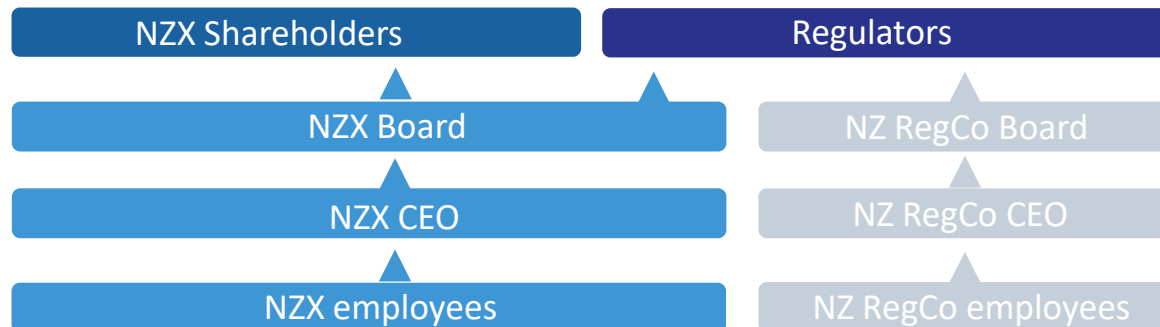 NZX Shareholders
Regulators
NZX Board
NZ RegCo Board
NZX CEO
NZ RegCo CEO
NZX employees
NZ RegCo employees